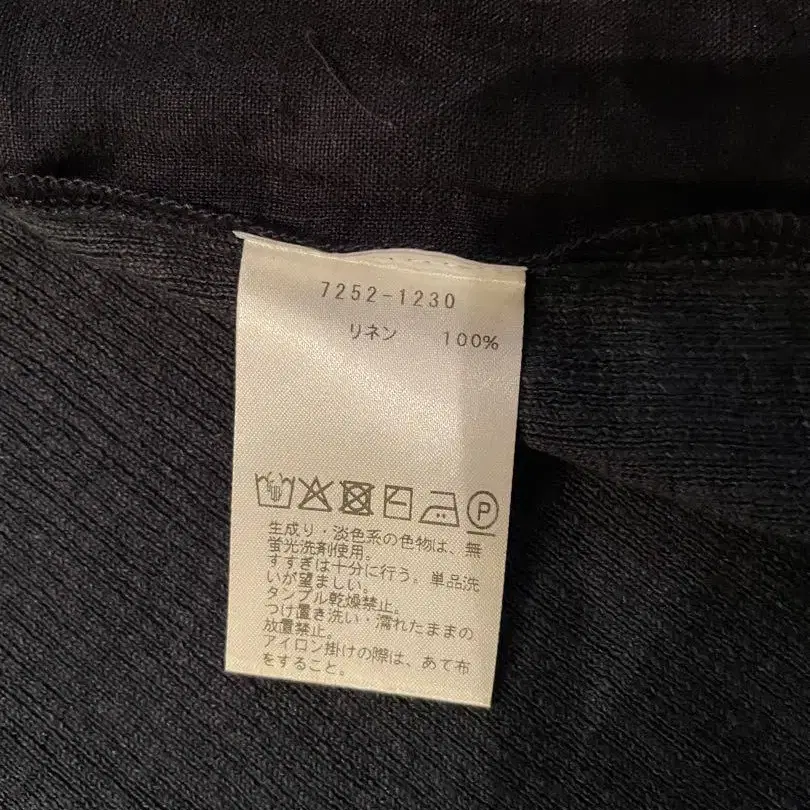 7252-1230
リネン 100%
P
生成り・淡色系の色物は、無
蛍光洗剤使用。
すすぎは十分に行う。単品洗
いが望ましい。
タンブル乾燥禁止。
つけ置き洗い・濡れたままの
放置禁止。
アイロン掛けの際は、あて布
をすること。